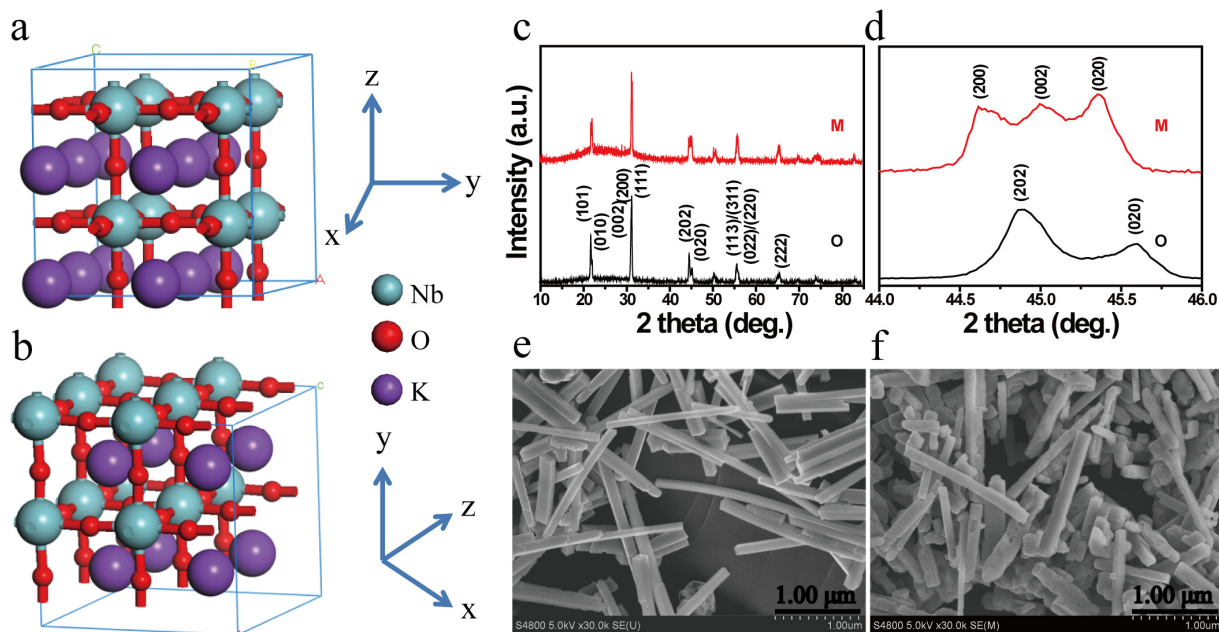 a
C
B
A
z
y
x
Nb
O
K
b
c
y
z
x
c
Intensity (a.u.)
M
O
(101)
(010)
(002)
(200)
(111)
(202)
(020)
(113)/(311)
(022)/(220)
(222)
10 20 30 40 50 60 70 80
2 theta (deg.)
d
(200)
(002)
(020)
M
(202)
(020)
O
44.0 44.5 45.0 45.5 46.0
2 theta (deg.)
e
1.00 μm
S4800 5.0kV x30.0k SE(U)
1.00um
f
1.00 μm
S4800 5.0kV x30.0k SE(M)
1.00um